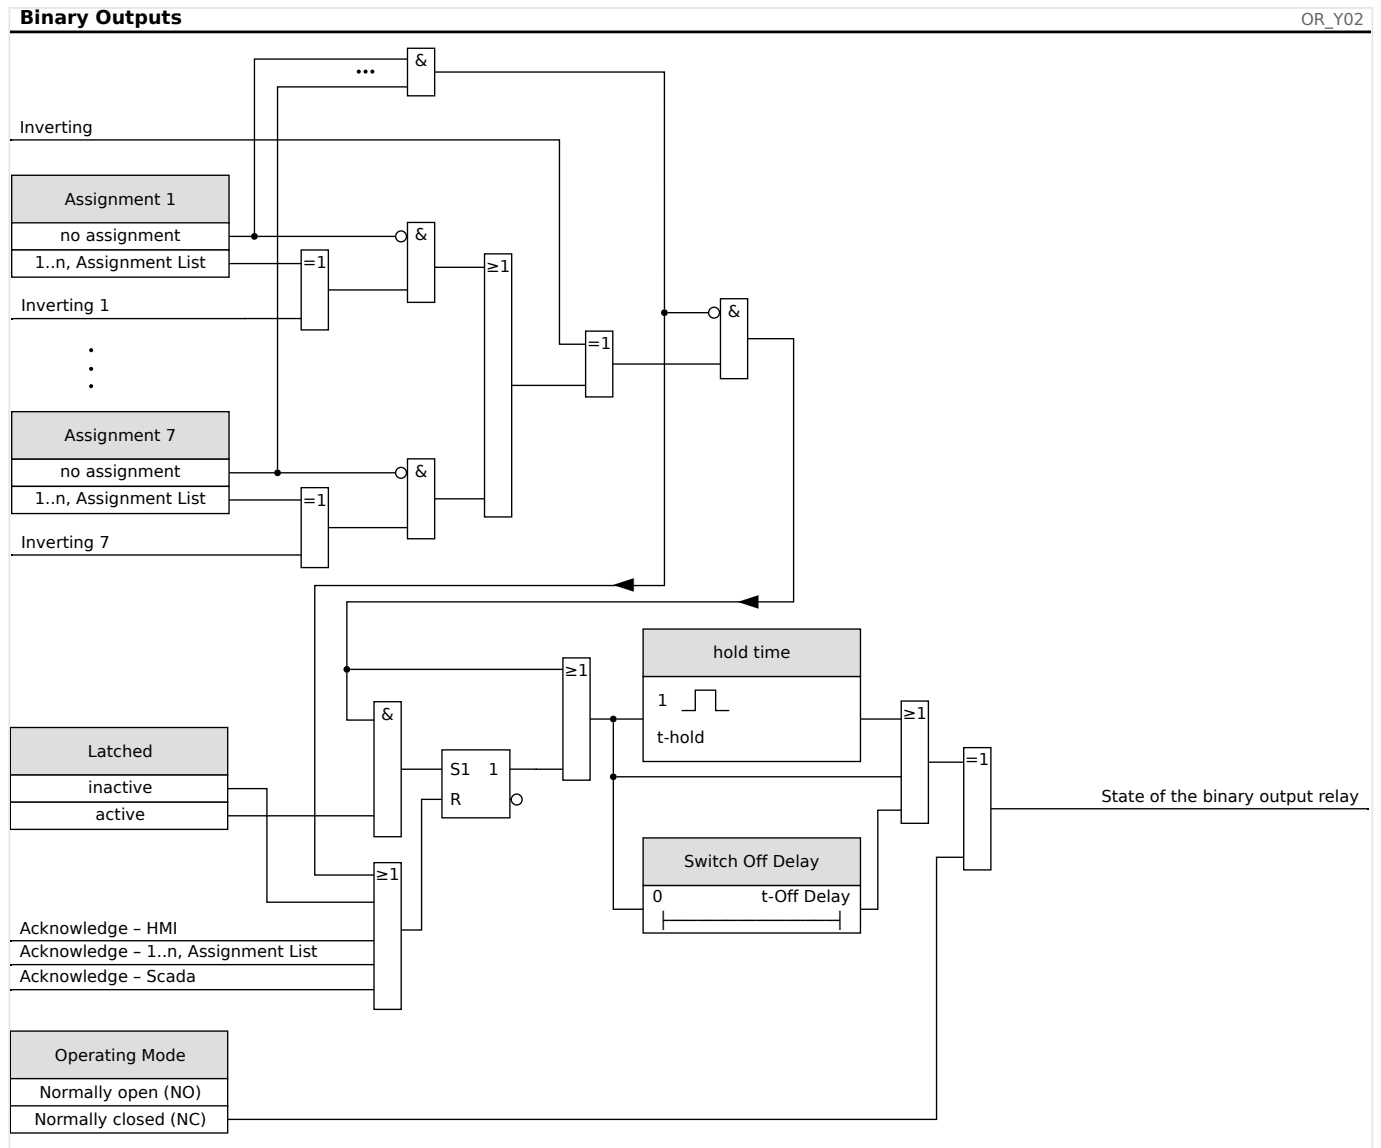 Binary Outputs
OR_Y02
&
•••
Inverting
Assignment 1
no assignment
&
1..n, Assignment List
=1
≥1
Inverting 1
&
=1
Assignment 7
no assignment
&
1..n, Assignment List
=1
Inverting 7
hold time
≥1
1
t-hold
≥1
&
Latched
inactive
active
S1 1
R
=1
State of the binary output relay
Switch Off Delay
0 t-Off Delay
≥1
Acknowledge – HMI
Acknowledge – 1..n, Assignment List
Acknowledge – Scada
Operating Mode
Normally open (NO)
Normally closed (NC)